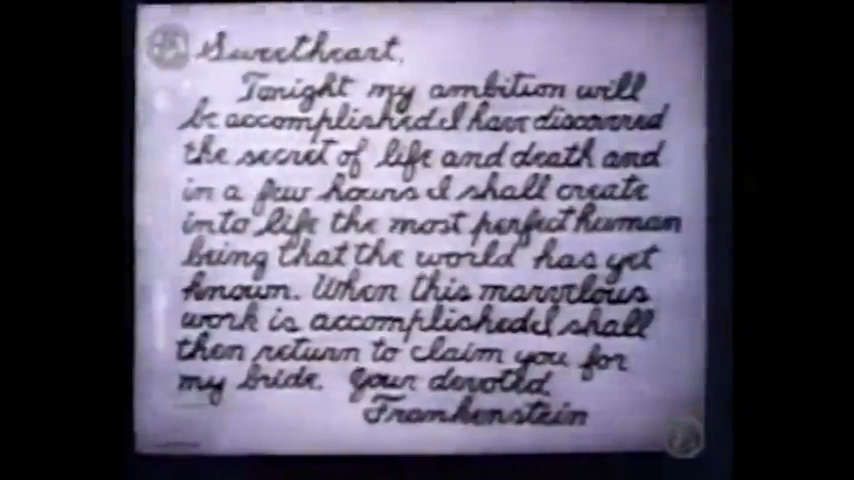 Sweetheart,
Tonight my ambition will
be accomplished I have discovered
the secret of life and death and
in a few hours I shall create
into life the most perfect human
being that the world has yet
known. When this marvelous
work is accomplished I shall
then return to claim you for
my bride. Your devoted
Frankenstein